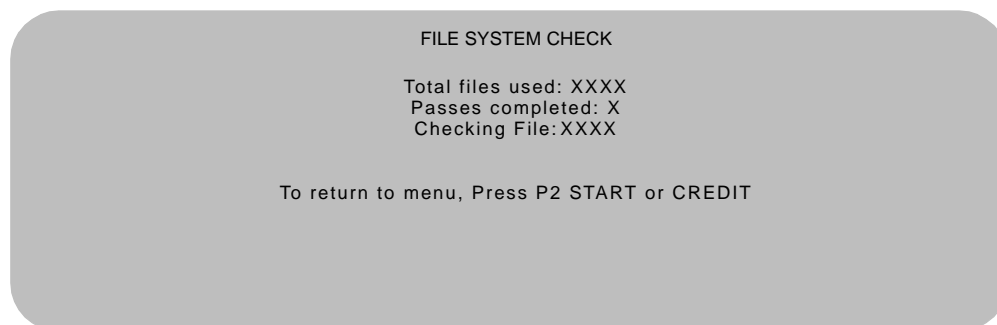 FILE SYSTEM CHECK
Total files used: XXXX
Passes completed: X
Checking File: XXXX
To return to menu, Press P2 START or CREDIT